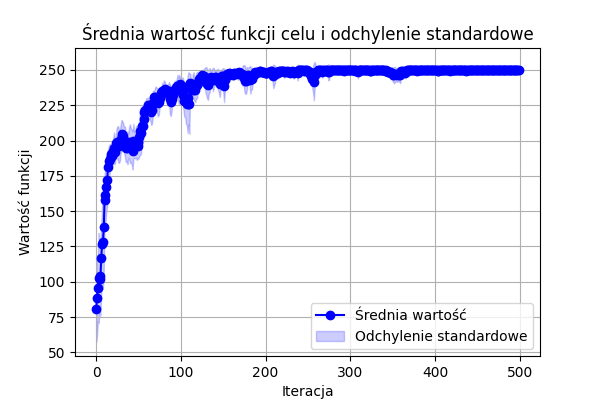 Średnia wartość funkcji celu i odchylenie standardowe
Wartość funkcji
250
225
200
175
150
125
100
75
50
Średnia wartość
Odchylenie standardowe
0 100 200 300 400 500
Iteracja